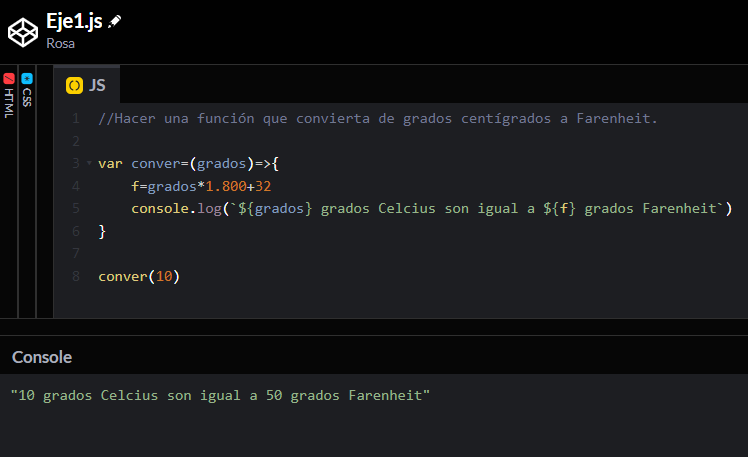 Eje1.js
Rosa
HTML
CSS
JS
1 //Hacer una función que convierta de grados centígrados a Farenheit.
2
3 var conver=(grados)=>{
4     f=grados*1.800+32
5     console.log(`${grados} grados Celcius son igual a ${f} grados Farenheit`)
6 }
7
8 conver(10)
Console
"10 grados Celcius son igual a 50 grados Farenheit"